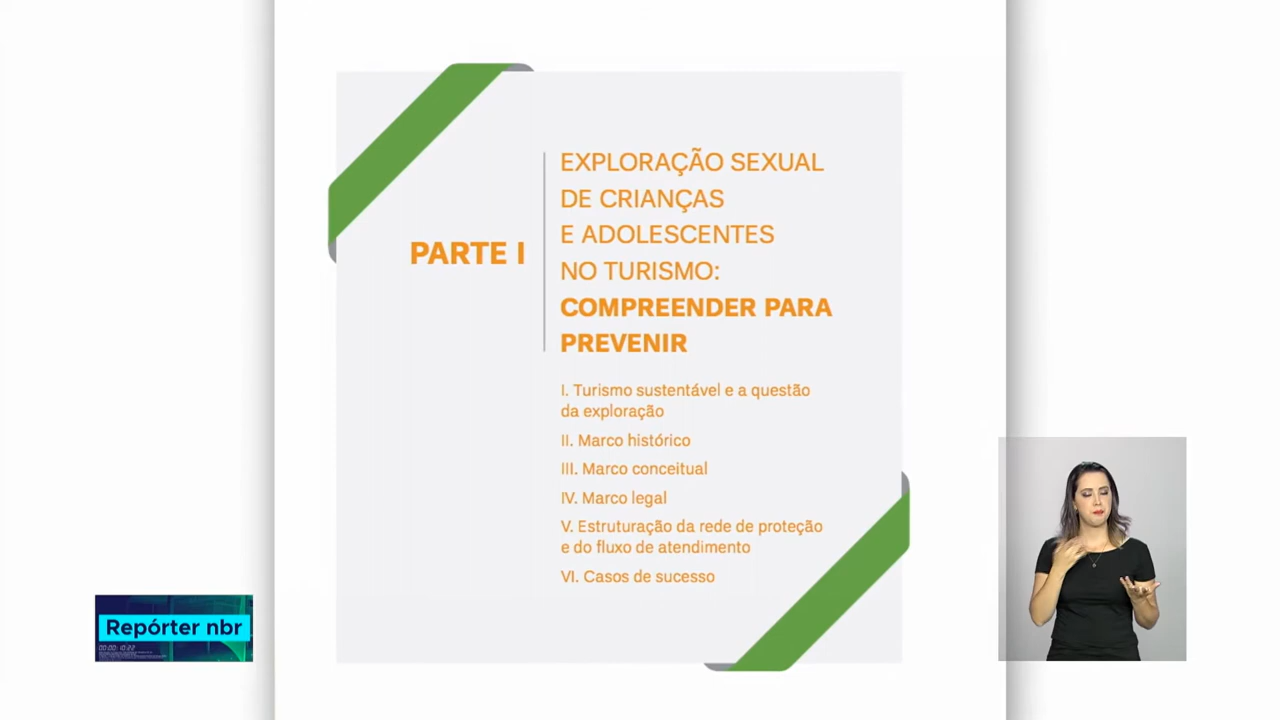 PARTE I
EXPLORAÇÃO SEXUAL
DE CRIANÇAS
E ADOLESCENTES
NO TURISMO:
COMPREENDER PARA
PREVENIR
I. Turismo sustentável e a questão
da exploração
II. Marco histórico
III. Marco conceitual
IV. Marco legal
V. Estruturação da rede de proteção
e do fluxo de atendimento
VI. Casos de sucesso
Repórter nbr